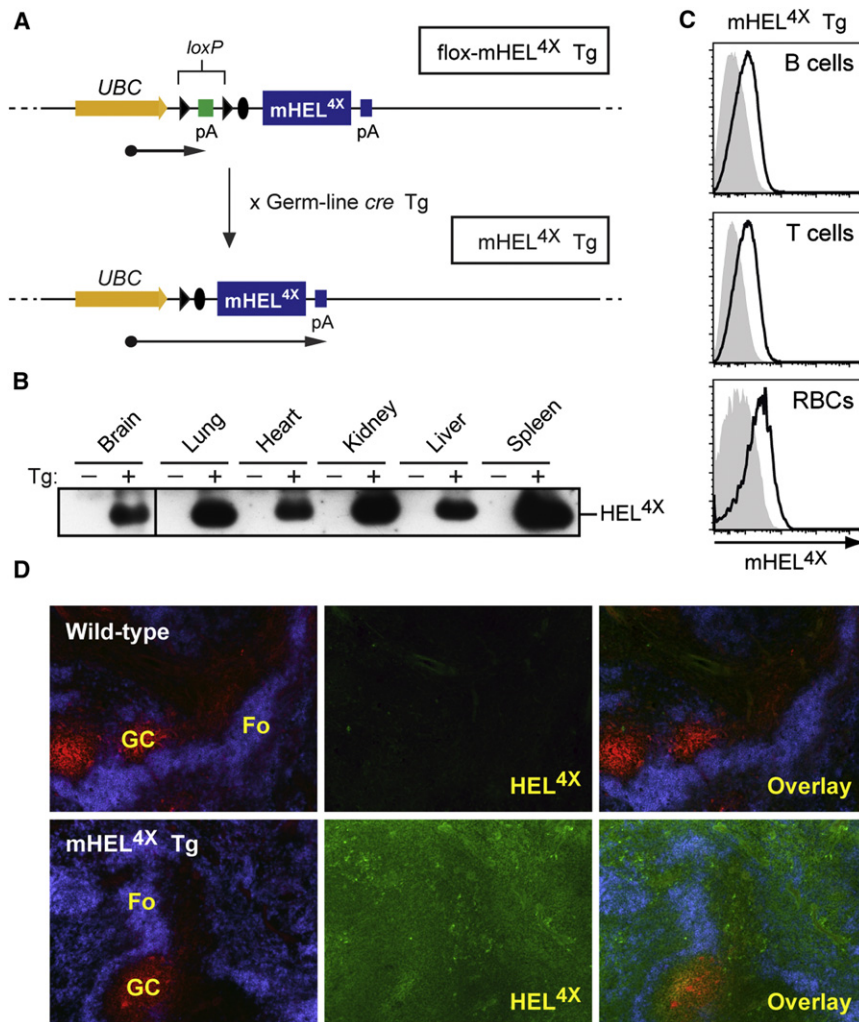 A
loxP
flox-mHEL4X Tg
UBC
mHEL4X
pA
pA
x Germ-line cre Tg
mHEL4X Tg
UBC
mHEL4X
pA
B
Brain
Lung
Heart
Kidney
Liver
Spleen
Tg: – + – + – + – + – + – +
HEL4X
C
mHEL4X Tg
B cells
T cells
RBCs
mHEL4X
D
Wild-type
GC
Fo
HEL4X
Overlay
mHEL4X Tg
Fo
GC
HEL4X
Overlay